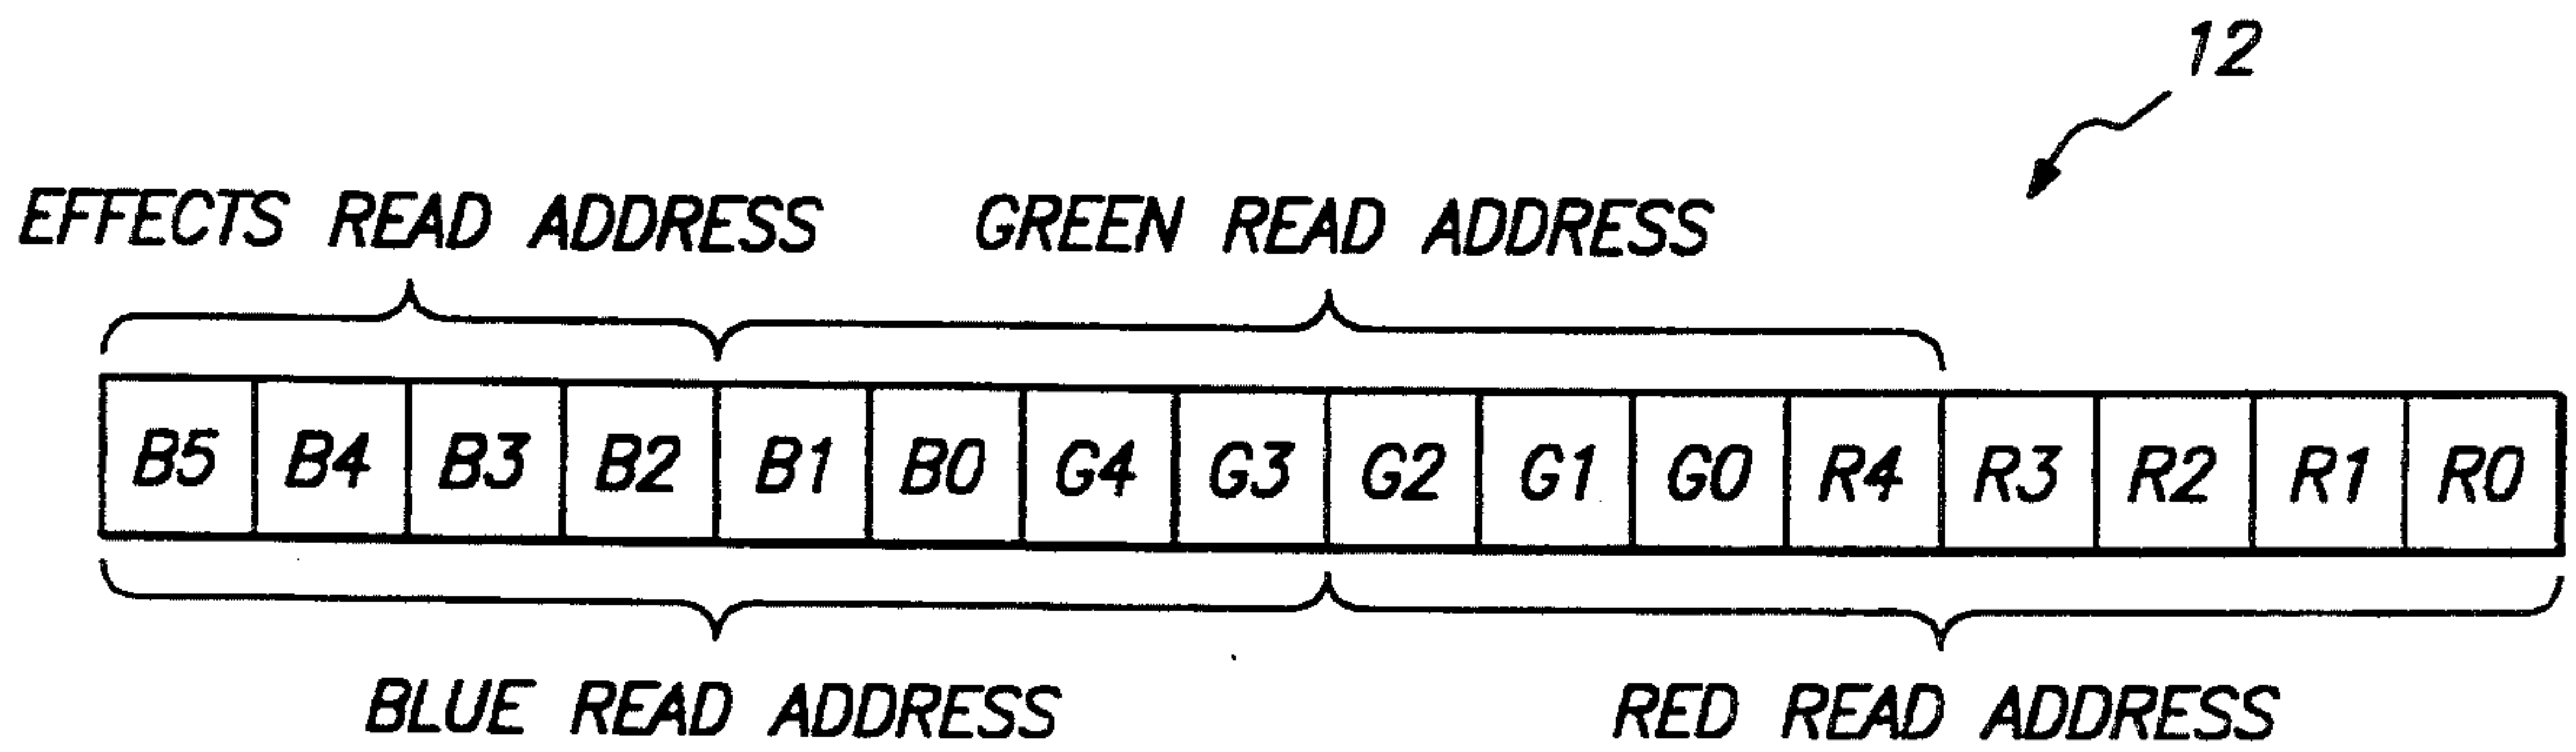 12
EFFECTS READ ADDRESS GREEN READ ADDRESS
B5 B4 B3 B2 B1 B0 G4 G3 G2 G1 G0 R4 R3 R2 R1 R0
BLUE READ ADDRESS RED READ ADDRESS